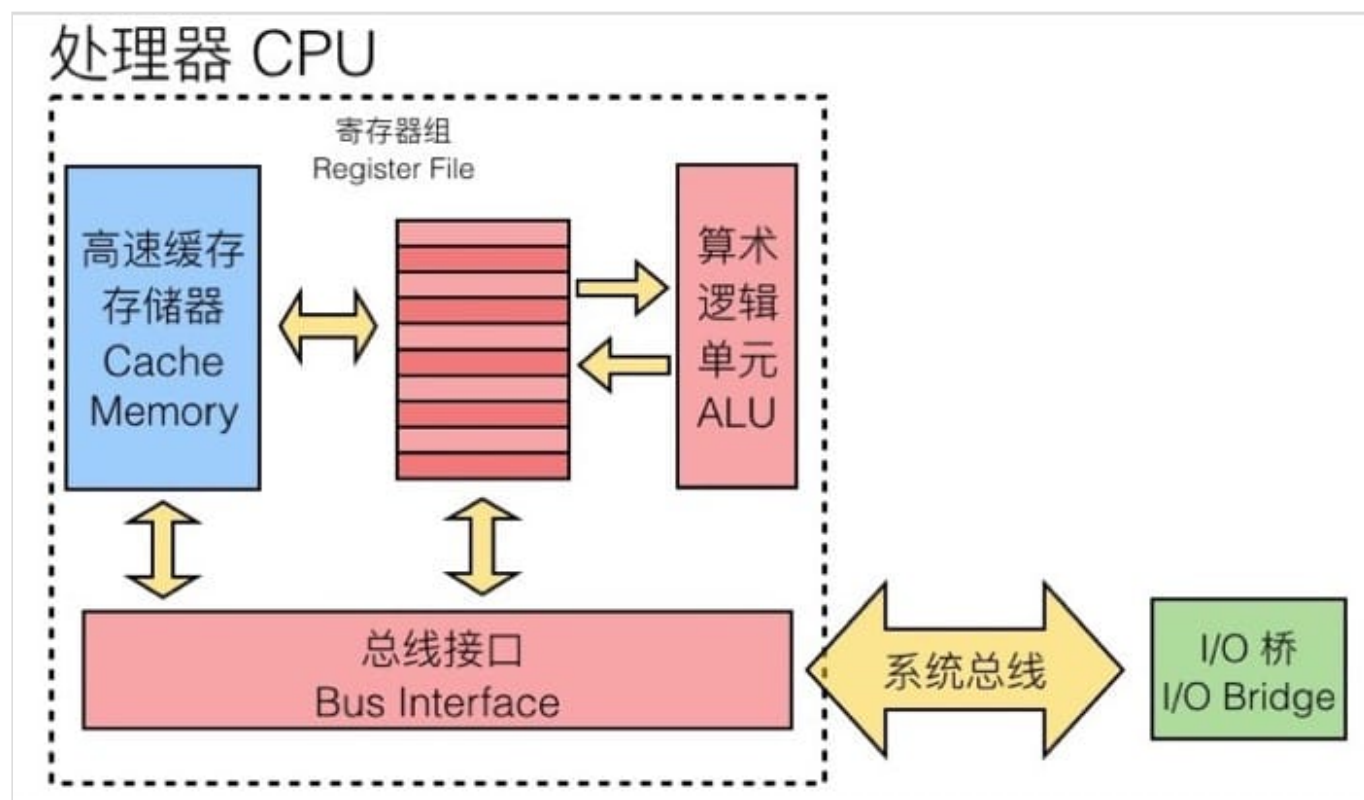 处理器 CPU
寄存器组
Register File
高速缓存
存储器
Cache
Memory
算术
逻辑
单元
ALU
总线接口
Bus Interface
系统总线
I/O 桥
I/O Bridge